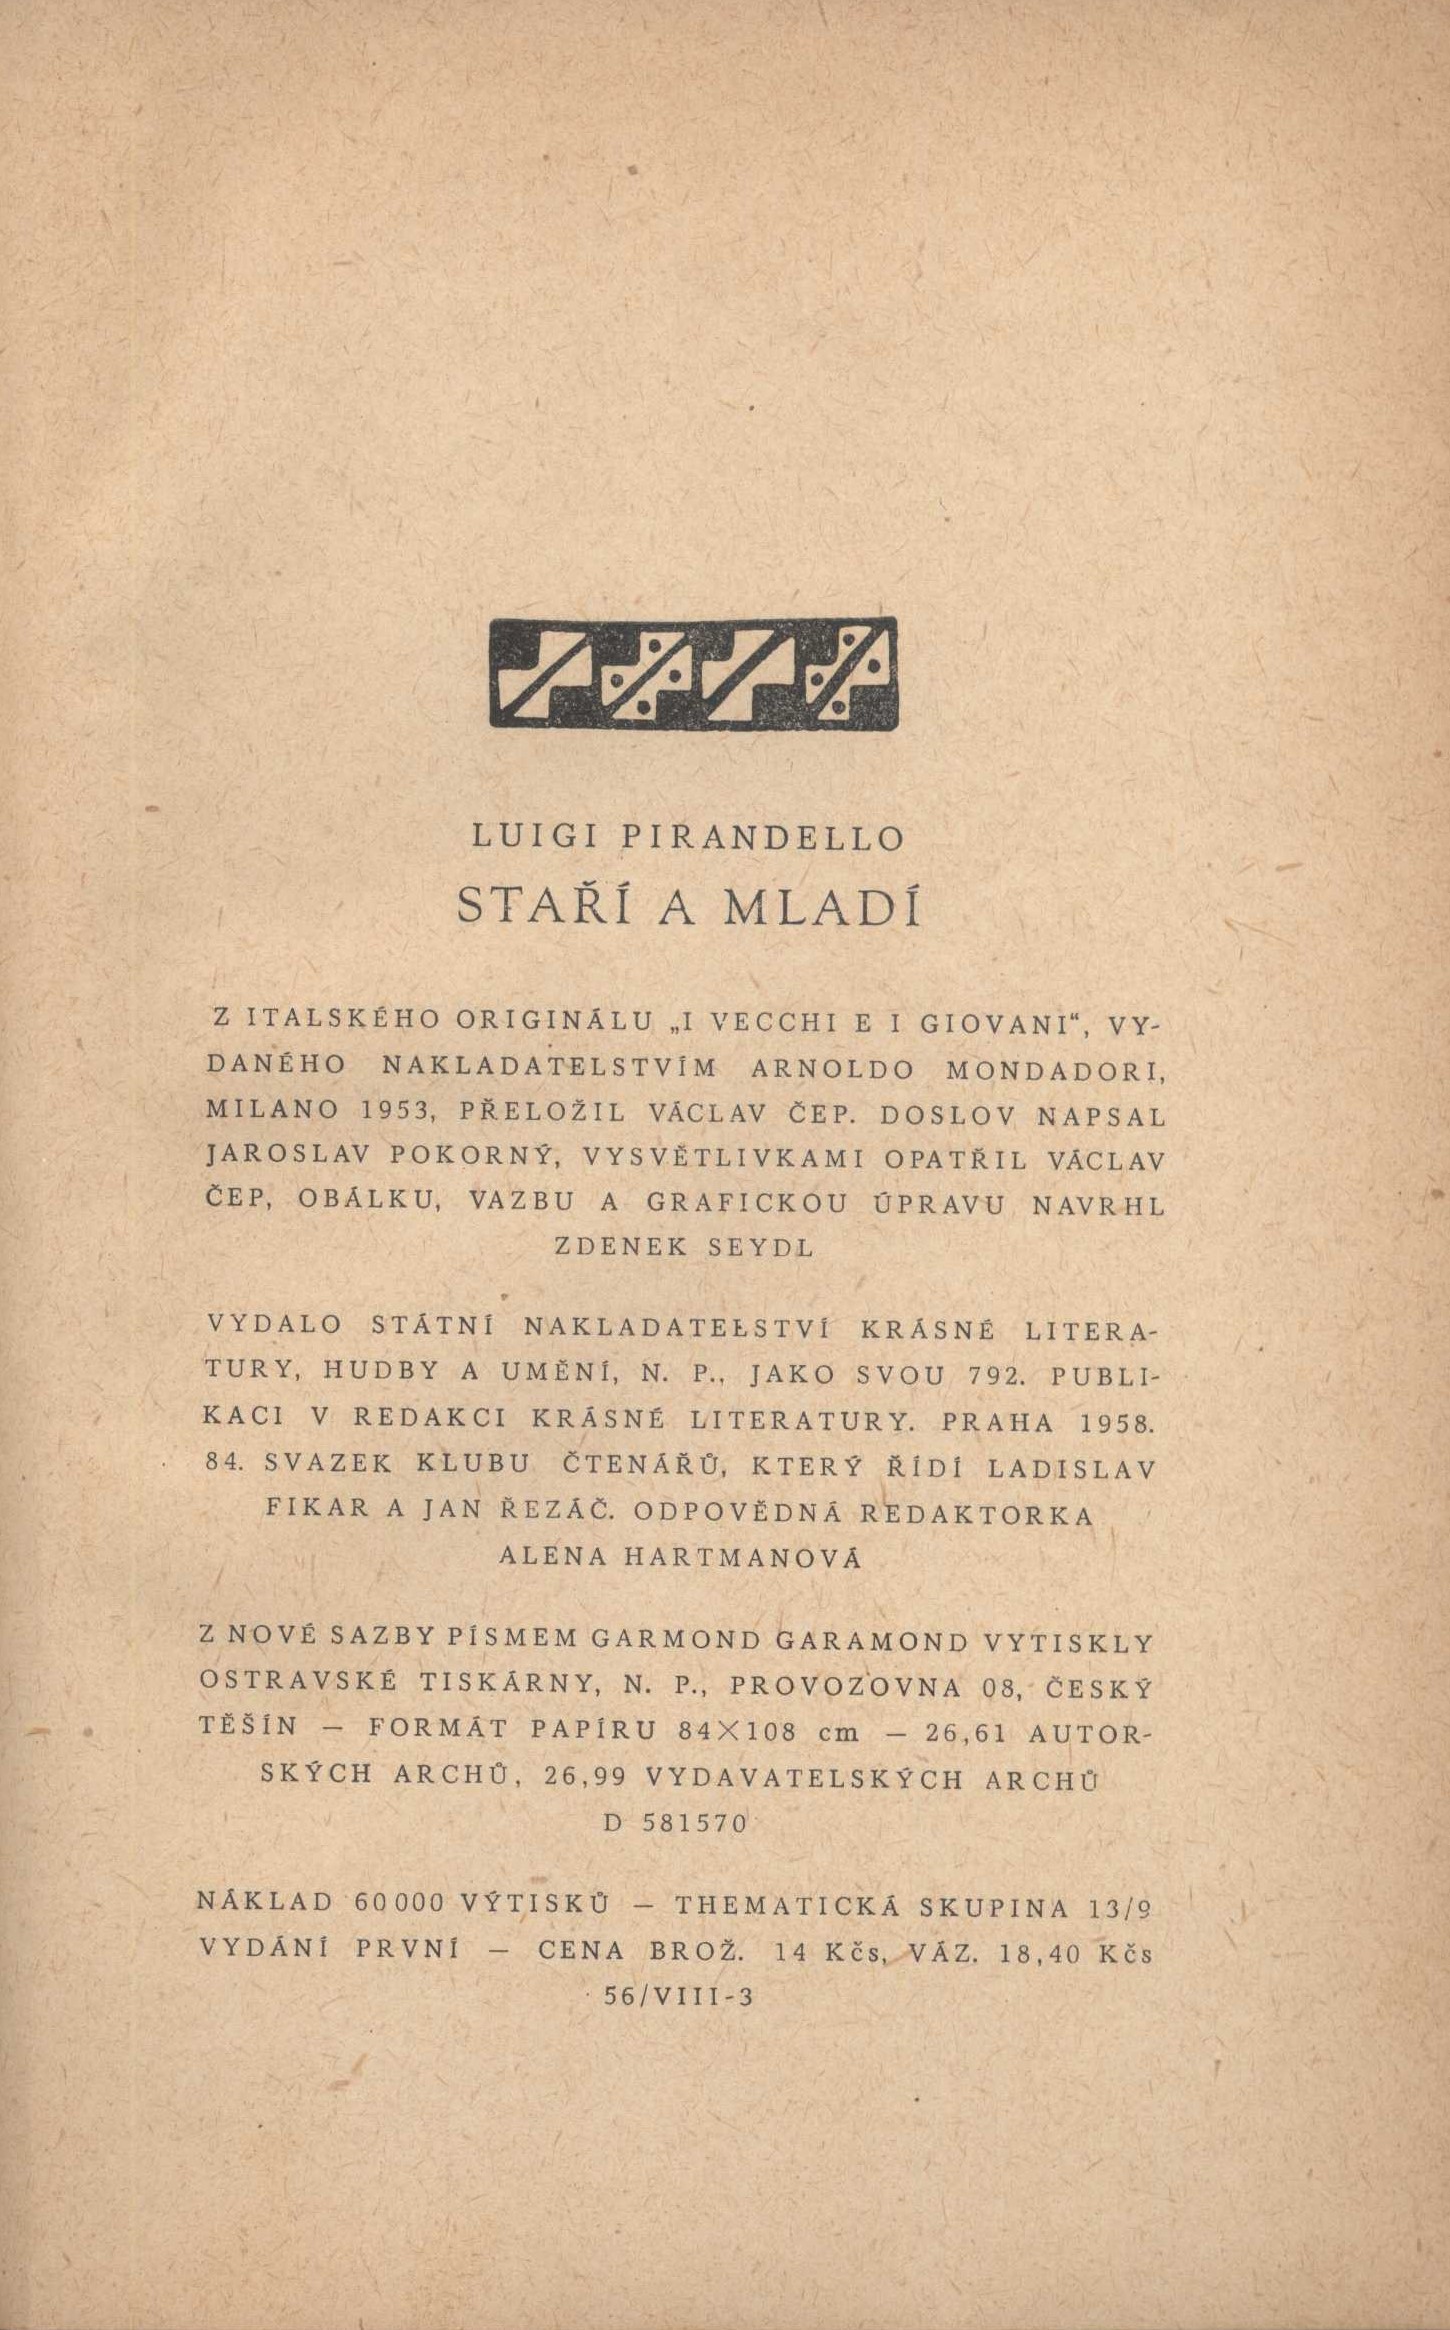 LUIGI PIRANDELLO
STAŘÍ A MLADÍ
Z ITALSKÉHO ORIGINÁLU „I VECCHI E I GIOVANI“, VY-
DANÉHO NAKLADATELSTVÍM ARNOLDO MONDADORI,
MILANO 1953, PŘELOŽIL VÁCLAV ČEP. DOSLOV NAPSAL
JAROSLAV POKORNÝ, VYSVĚTLIVKAMI OPATŘIL VÁCLAV
ČEP, OBÁLKU, VAZBU A GRAFICKOU ÚPRAVU NAVRHL
ZDENEK SEYDL
VYDALO STÁTNÍ NAKLADATELSTVÍ KRÁSNÉ LITERA-
TURY, HUDBY A UMĚNÍ, N. P., JAKO SVOU 792. PUBLI-
KACI V REDAKCI KRÁSNÉ LITERATURY. PRAHA 1958.
84. SVAZEK KLUBU ČTENÁŘŮ, KTERÝ ŘÍDÍ LADISLAV
FIKAR A JAN ŘEZÁČ. ODPOVĚDNÁ REDAKTORKA
ALENA HARTMANOVÁ
Z NOVÉ SAZBY PÍSMEM GARMOND GARAMOND VYTISKLY
OSTRAVSKÉ TISKÁRNY, N. P., PROVOZOVNA 08, ČESKÝ
TĚŠÍN — FORMÁT PAPÍRU 84×108 cm — 26,61 AUTOR-
SKÝCH ARCHŮ, 26,99 VYDAVATELSKÝCH ARCHŮ
D 581570
NÁKLAD 60000 VÝTISKŮ — THEMATICKÁ SKUPINA 13/9
VYDÁNÍ PRVNÍ — CENA BROŽ. 14 Kčs, VÁZ. 18,40 Kčs
56/VIII-3